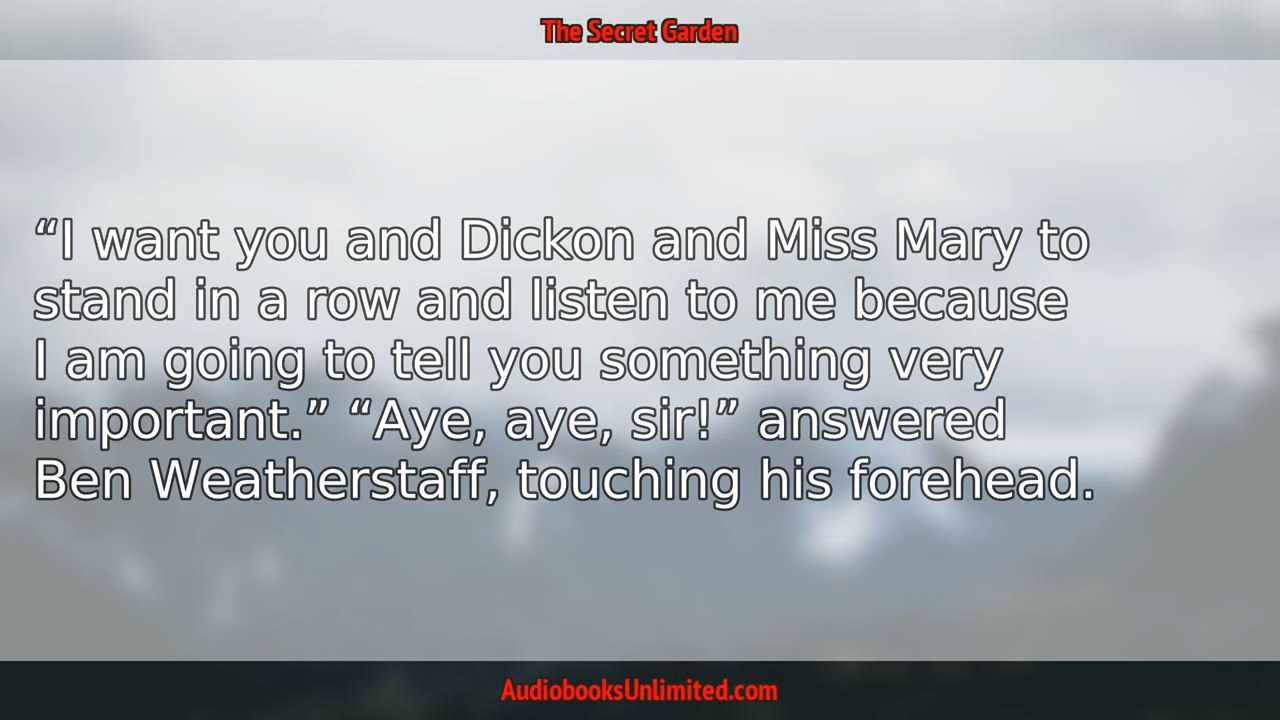 The Secret Garden
“I want you and Dickon and Miss Mary to
stand in a row and listen to me because
I am going to tell you something very
important.” “Aye, aye, sir!” answered
Ben Weatherstaff, touching his forehead.
AudiobooksUnlimited.com